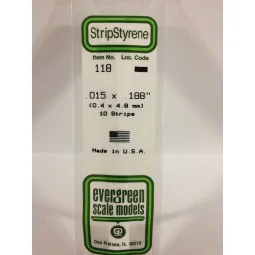 StripStyrene
Item No. Loc. Code
118
.015 x .188"
(0.4 x 4.8 mm)
10 Strips
Made in U.S.A.
evergreen
scale models
Des Plaines, IL 60018